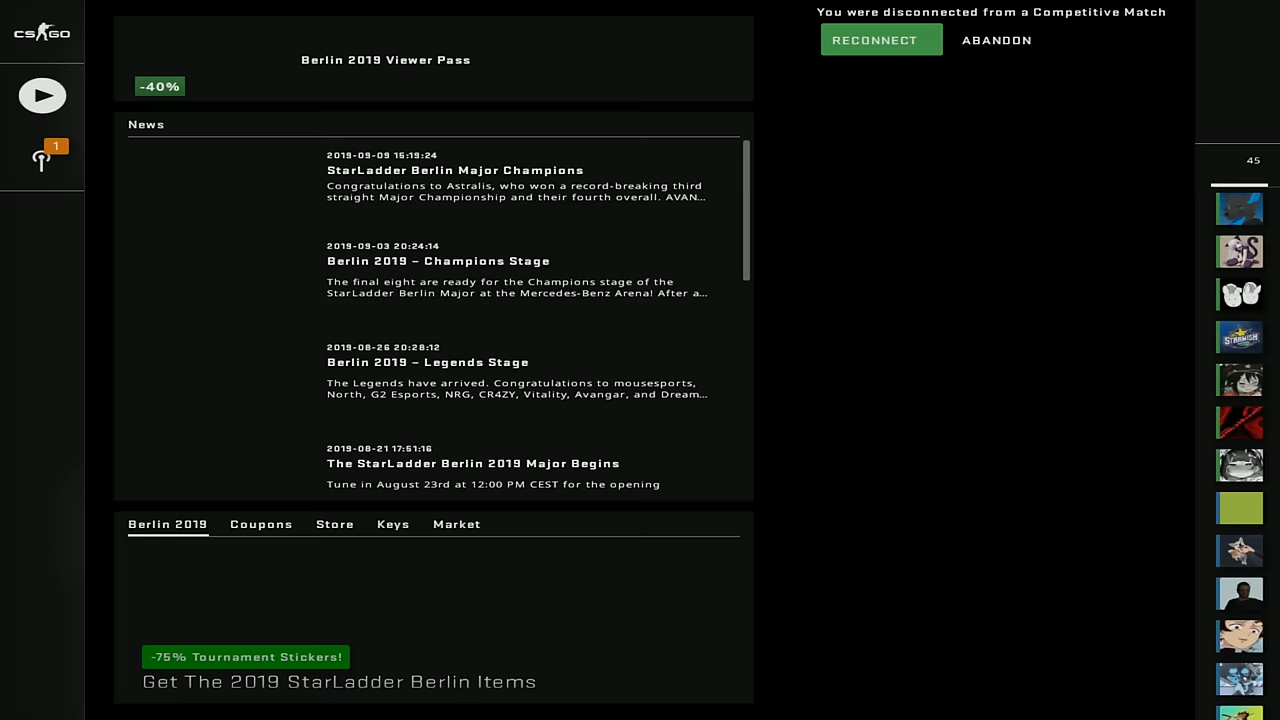 CS GO
1
Berlin 2019 Viewer Pass
-40%
News
2019-09-09 15:19:24
StarLadder Berlin Major Champions
Congratulations to Astralis, who won a record-breaking third
straight Major Championship and their fourth overall. AVAN...
2019-09-03 20:24:14
Berlin 2019 – Champions Stage
The final eight are ready for the Champions stage of the
StarLadder Berlin Major at the Mercedes-Benz Arena! After a...
2019-08-26 20:28:12
Berlin 2019 – Legends Stage
The Legends have arrived. Congratulations to mousesports,
North, G2 Esports, NRG, CR4ZY, Vitality, Avangar, and Dream...
2019-08-21 17:51:16
The StarLadder Berlin 2019 Major Begins
Tune in August 23rd at 12:00 PM CEST for the opening
Berlin 2019 Coupons Store Keys Market
-75% Tournament Stickers!
Get The 2019 StarLadder Berlin Items
You were disconnected from a Competitive Match
RECONNECT ABANDON
45
STARWISH